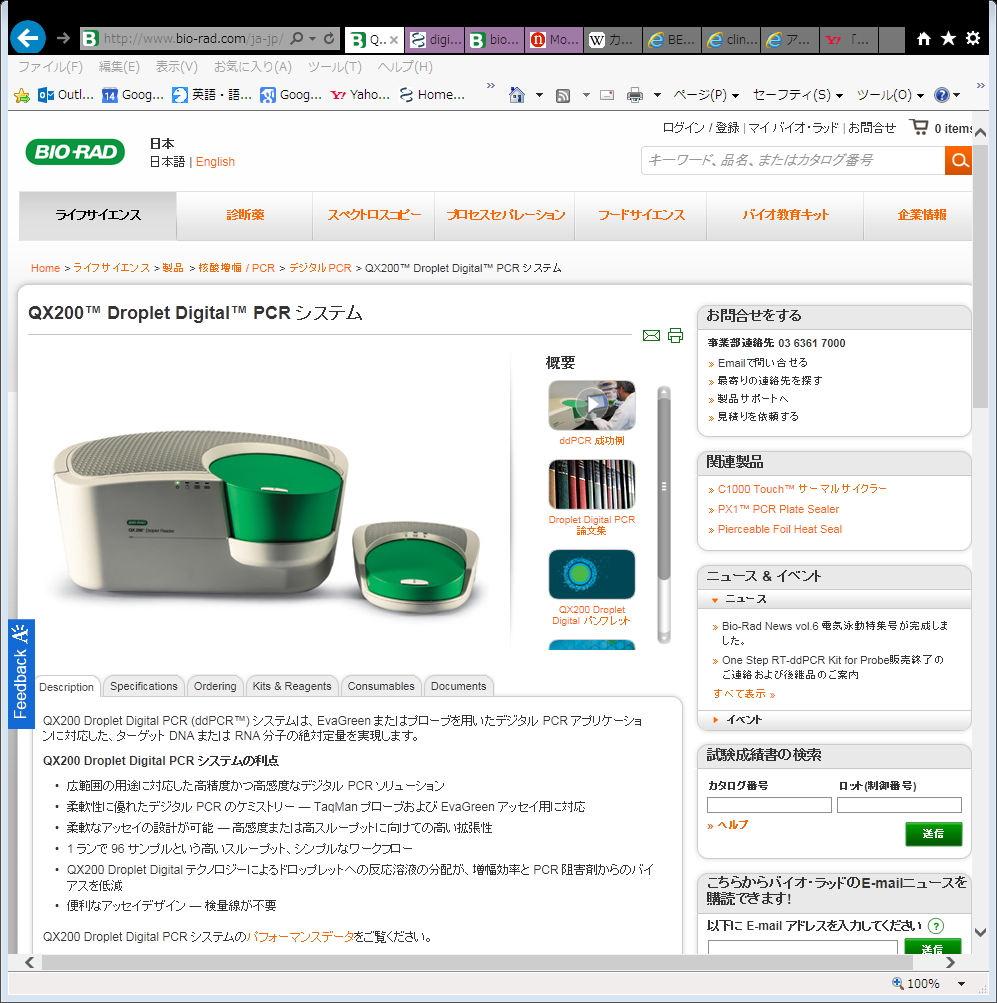 http://www.bio-rad.com/ja-jp/
Q...
digi...
bio...
Mo...
W カ...
BE...
clin...
ア...
Y! 「...
ファイル(F) 編集(E) 表示(V) お気に入り(A) ツール(T) ヘルプ(H)
Outl... 14 Goog... 英語・語... Goog... Y! Yaho... Home... » ページ(P) セーフティ(S) ツール(O) »
ログイン / 登録 | マイ バイオ・ラッド | お問合せ 0 items
BIO-RAD
日本
日本語 | English
キーワード、品名、またはカタログ番号
ライフサイエンス 診断薬 スペクトロスコピー プロセスセパレーション フードサイエンス バイオ教育キット 企業情報
Home > ライフサイエンス > 製品 > 核酸増幅 / PCR > デジタル PCR > QX200™ Droplet Digital™ PCR システム
QX200™ Droplet Digital™ PCR システム
概要
ddPCR 成功例
Droplet Digital PCR
論文集
QX200 Droplet
Digital パンフレット
BIO-RAD
QX200 Droplet Reader
Feedback
Description Specifications Ordering Kits & Reagents Consumables Documents
QX200 Droplet Digital PCR (ddPCR™) システムは、EvaGreen またはプローブを用いたデジタル PCR アプリケーショ
ンに対応した、ターゲット DNA または RNA 分子の絶対定量を実現します。
QX200 Droplet Digital PCR システムの利点
• 広範囲の用途に対応した高精度かつ高感度なデジタル PCR ソリューション
• 柔軟性に優れたデジタル PCR のケミストリー — TaqMan プローブおよび EvaGreen アッセイ用に対応
• 柔軟なアッセイの設計が可能 — 高感度または高スループットに向けての高い拡張性
• 1 ランで 96 サンプルという高いスループット、シンプルなワークフロー
• QX200 Droplet Digital テクノロジーによるドロップレットへの反応溶液の分配が、増幅効率と PCR 阻害剤からのバイ
アスを低減
• 便利なアッセイデザイン — 検量線が不要
QX200 Droplet Digital PCR システムのパフォーマンスデータをご覧ください。
お問合せをする
事業部連絡先 03 6361 7000
» Emailで問い合せる
» 最寄りの連絡先を探す
» 製品サポートへ
» 見積りを依頼する
関連製品
» C1000 Touch™ サーマルサイクラー
» PX1™ PCR Plate Sealer
» Pierceable Foil Heat Seal
ニュース & イベント
ニュース
» Bio-Rad News vol.6 電気泳動特集号が完成しま
した。
» One Step RT-ddPCR Kit for Probe販売終了の
ご連絡および後継品のご案内
すべて表示 »
イベント
試験成績書の検索
カタログ番号 ロット(制御番号)
» ヘルプ
送信
こちらからバイオ・ラッドのE-mailニュースを
購読できます!
以下に E-mail アドレスを入力してください ?
送信
100%